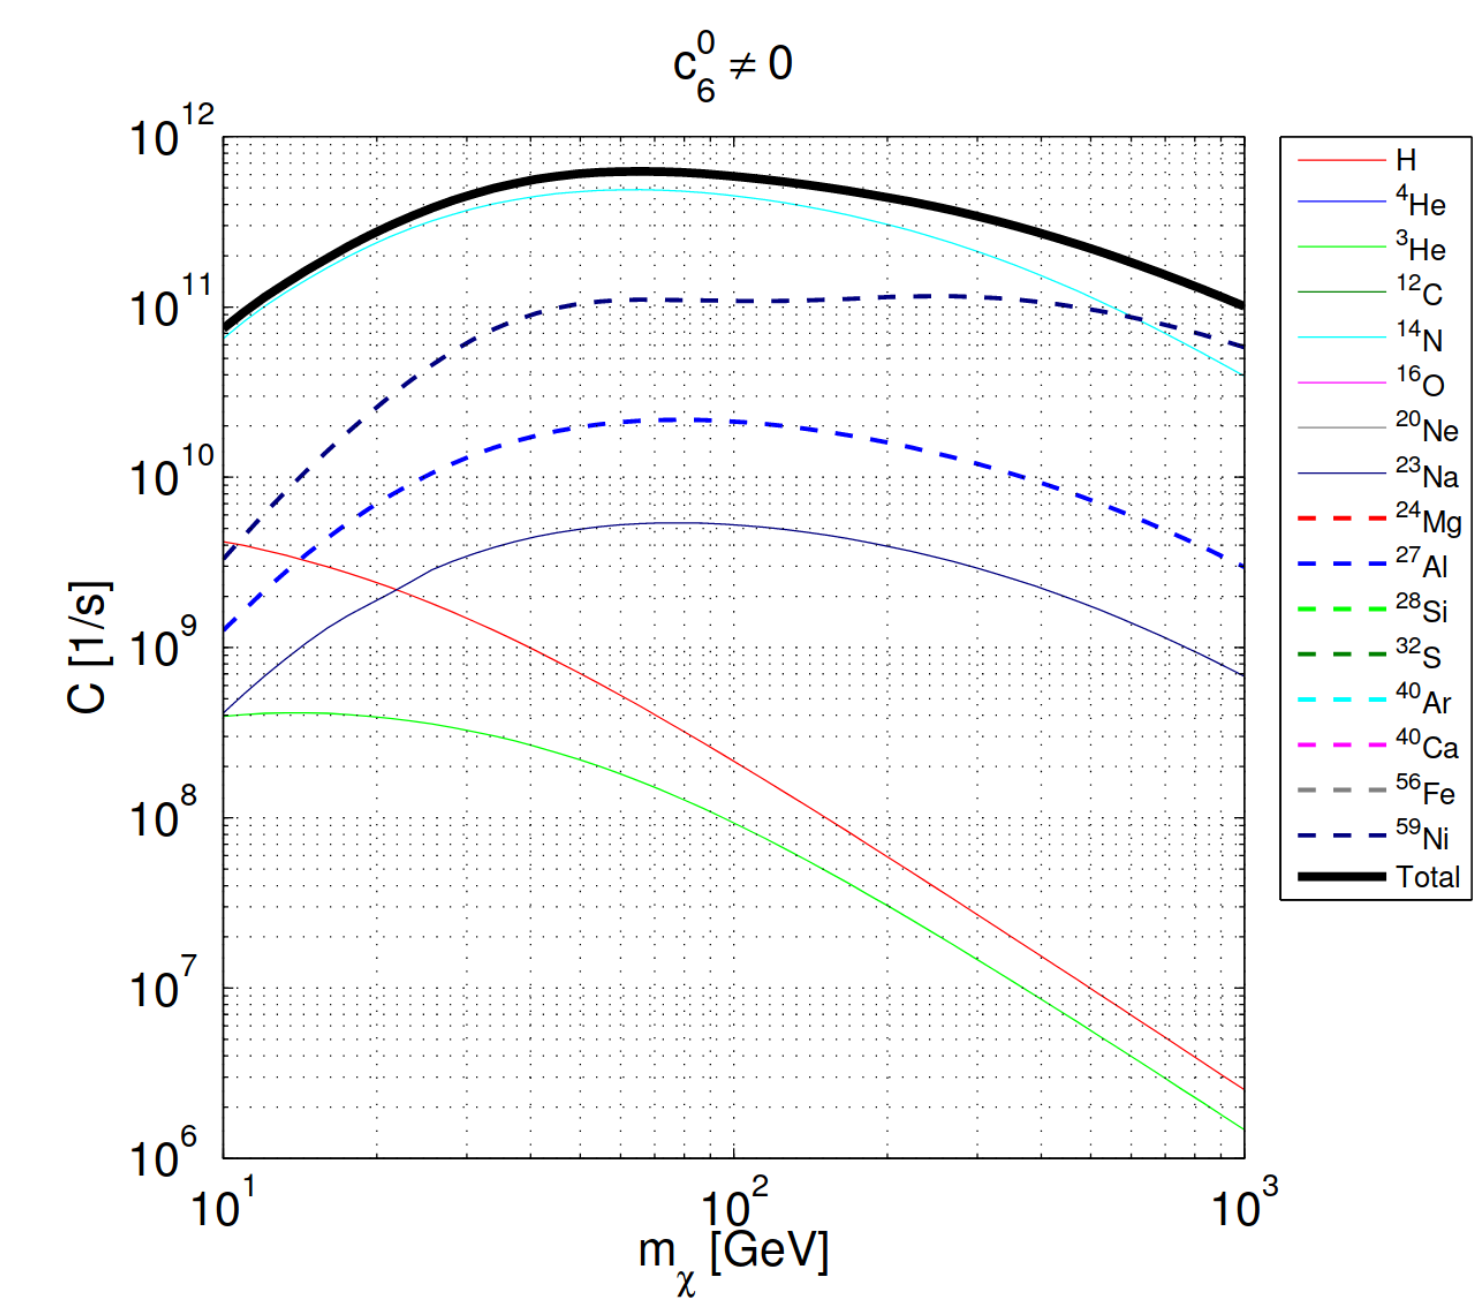 c₆⁰ ≠ 0
10¹²
10¹¹
10¹⁰
10⁹
10⁸
10⁷
10⁶
C [1/s]
10¹ 10² 10³
m_χ [GeV]
H
⁴He
³He
¹²C
¹⁴N
¹⁶O
²⁰Ne
²³Na
²⁴Mg
²⁷Al
²⁸Si
³²S
⁴⁰Ar
⁴⁰Ca
⁵⁶Fe
⁵⁹Ni
Total